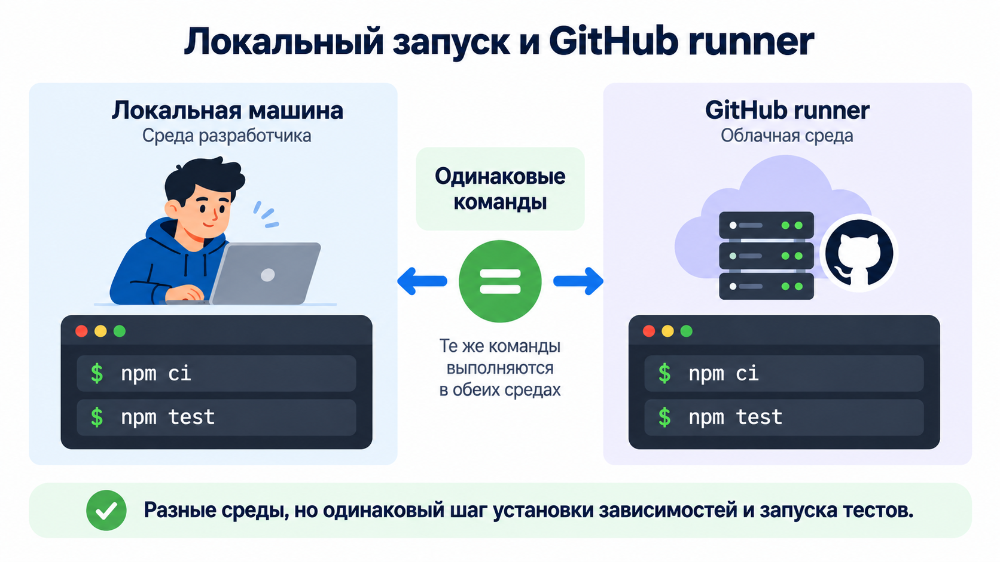 Локальный запуск и GitHub runner
Локальная машина
Среда разработчика
$ npm ci
$ npm test
Одинаковые
команды
=
Те же команды
выполняются
в обеих средах
GitHub runner
Облачная среда
$ npm ci
$ npm test
Разные среды, но одинаковый шаг установки зависимостей и запуска тестов.